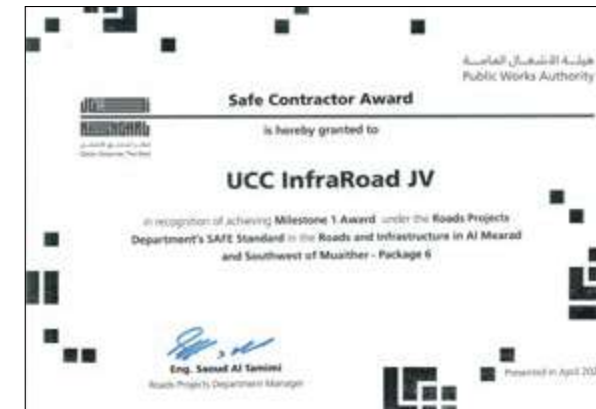 هيئة الأشغال العامة
Public Works Authority
Safe Contractor Award
is hereby granted to
UCC InfraRoad JV
in recognition of achieving Milestone 1 Award under the Roads Projects
Department's SAFE Standard in the Roads and Infrastructure in Al Mearad
and Southwest of Muaither - Package 6
Eng. Saoud Al Tamimi
Roads Projects Department Manager
Presented in April 202